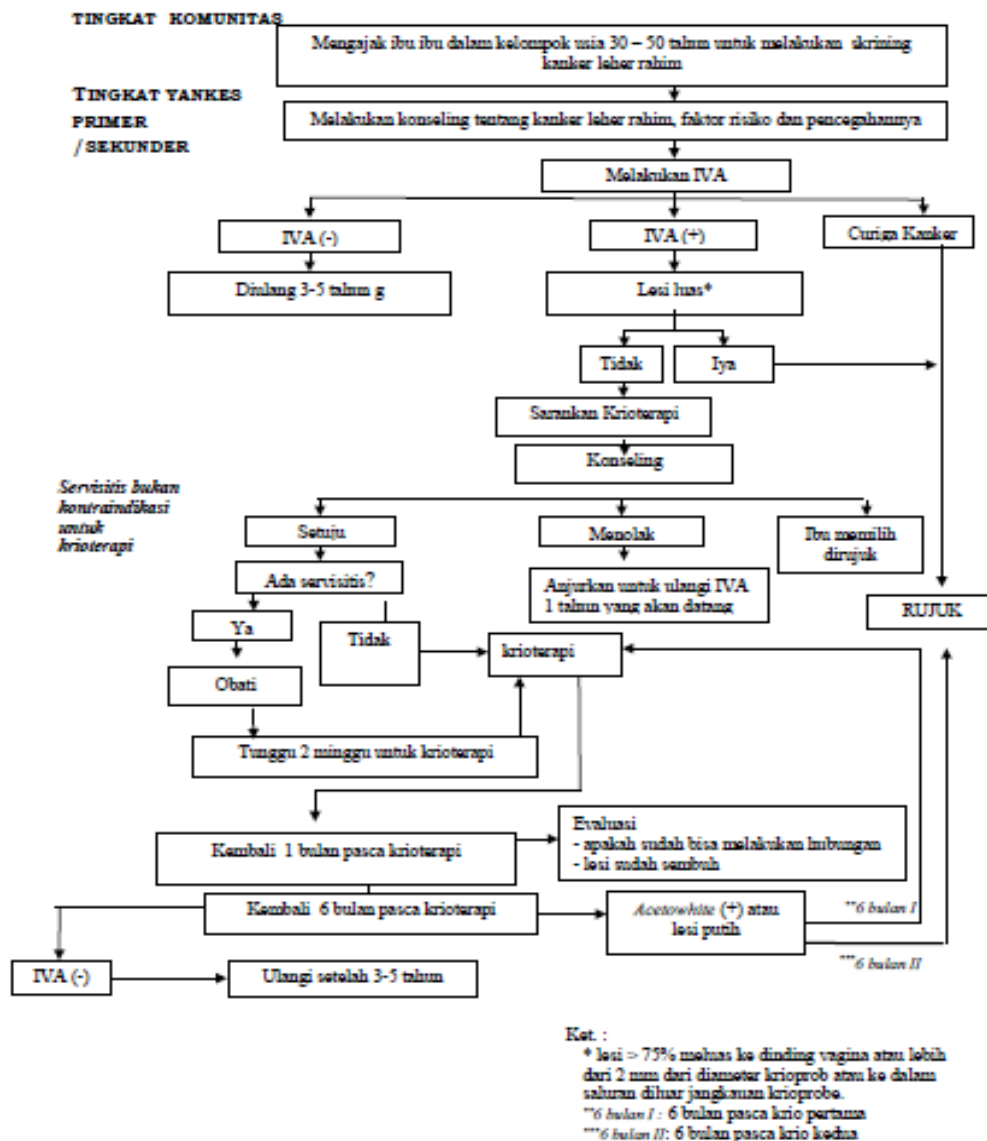 TINGKAT KOMUNITAS
Mengajak ibu ibu dalam kelompok usia 30 – 50 tahun untuk melakukan skrining
kanker leher rahim
TINGKAT YANKES
PRIMER
/SEKUNDER
Melakukan konseling tentang kanker leher rahim, faktor risiko dan pencegahannya
Melakukan IVA
IVA (-)
IVA (+)
Curiga Kanker
Diulang 3-5 tahun g
Lesi luas*
Tidak
Iya
Sarankan Krioterapi
Konseling
Servisitis bukan
kontraindikasi
untuk
krioterapi
Setuju
Menolak
Ibu memilih
dirujuk
Ada servisitis?
Anjurkan untuk ulangi IVA
1 tahun yang akan datang
RUJUK
Ya
Tidak
krioterapi
Obati
Tunggu 2 minggu untuk krioterapi
Kembali 1 bulan pasca krioterapi
Evaluasi
- apakah sudah bisa melakukan hubungan
- lesi sudah sembuh
Kembali 6 bulan pasca krioterapi
Acetowhite (+) atau
lesi putih
**6 bulan I
***6 bulan II
IVA (-)
Ulangi setelah 3-5 tahun
Ket. :
* lesi > 75% meluas ke dinding vagina atau lebih
dari 2 mm dari diameter krioprob atau ke dalam
saluran diluar jangkauan krioprobe.
**6 bulan I : 6 bulan pasca krio pertama
***6 bulan II: 6 bulan pasca krio kedua